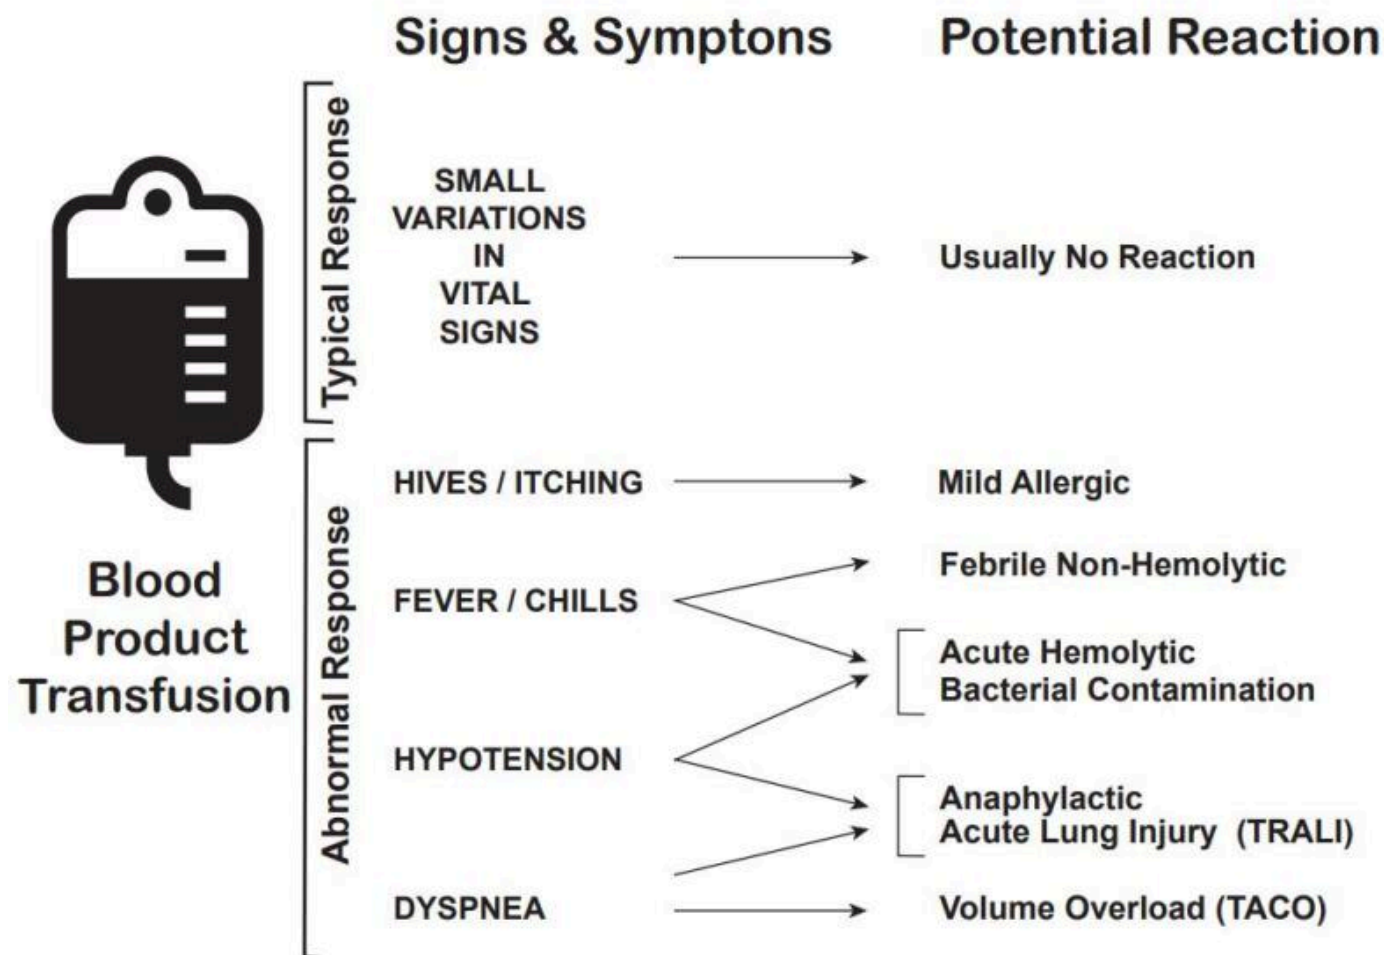 Signs & Symptons
Potential Reaction
Typical Response
SMALL
VARIATIONS
IN
VITAL
SIGNS
Usually No Reaction
Blood
Product
Transfusion
Abnormal Response
HIVES / ITCHING
Mild Allergic
FEVER / CHILLS
Febrile Non-Hemolytic
Acute Hemolytic
Bacterial Contamination
HYPOTENSION
Anaphylactic
Acute Lung Injury (TRALI)
DYSPNEA
Volume Overload (TACO)